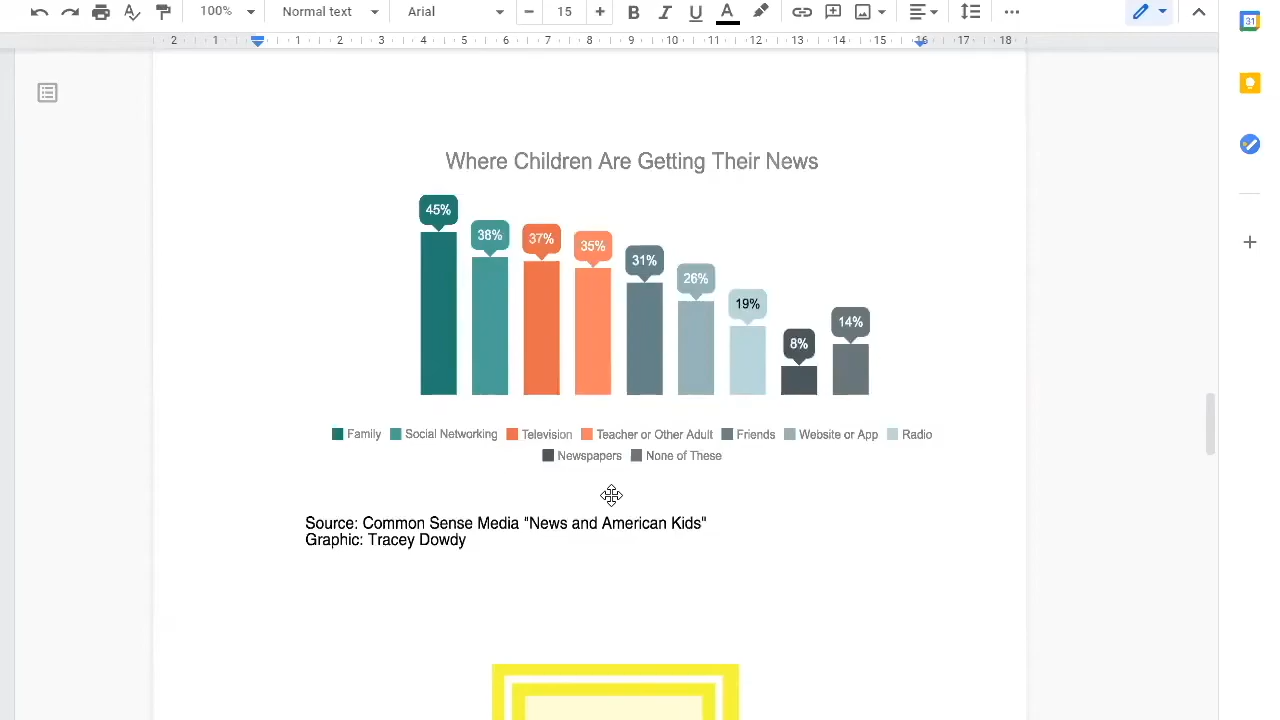 100% Normal text Arial 15 B I U A
2 1 1 2 3 4 5 6 7 8 9 10 11 12 13 14 15 16 17 18
31
Where Children Are Getting Their News
45%
38%
37%
35%
31%
26%
19%
8%
14%
Family Social Networking Television Teacher or Other Adult Friends Website or App Radio
Newspapers None of These
Source: Common Sense Media "News and American Kids"
Graphic: Tracey Dowdy